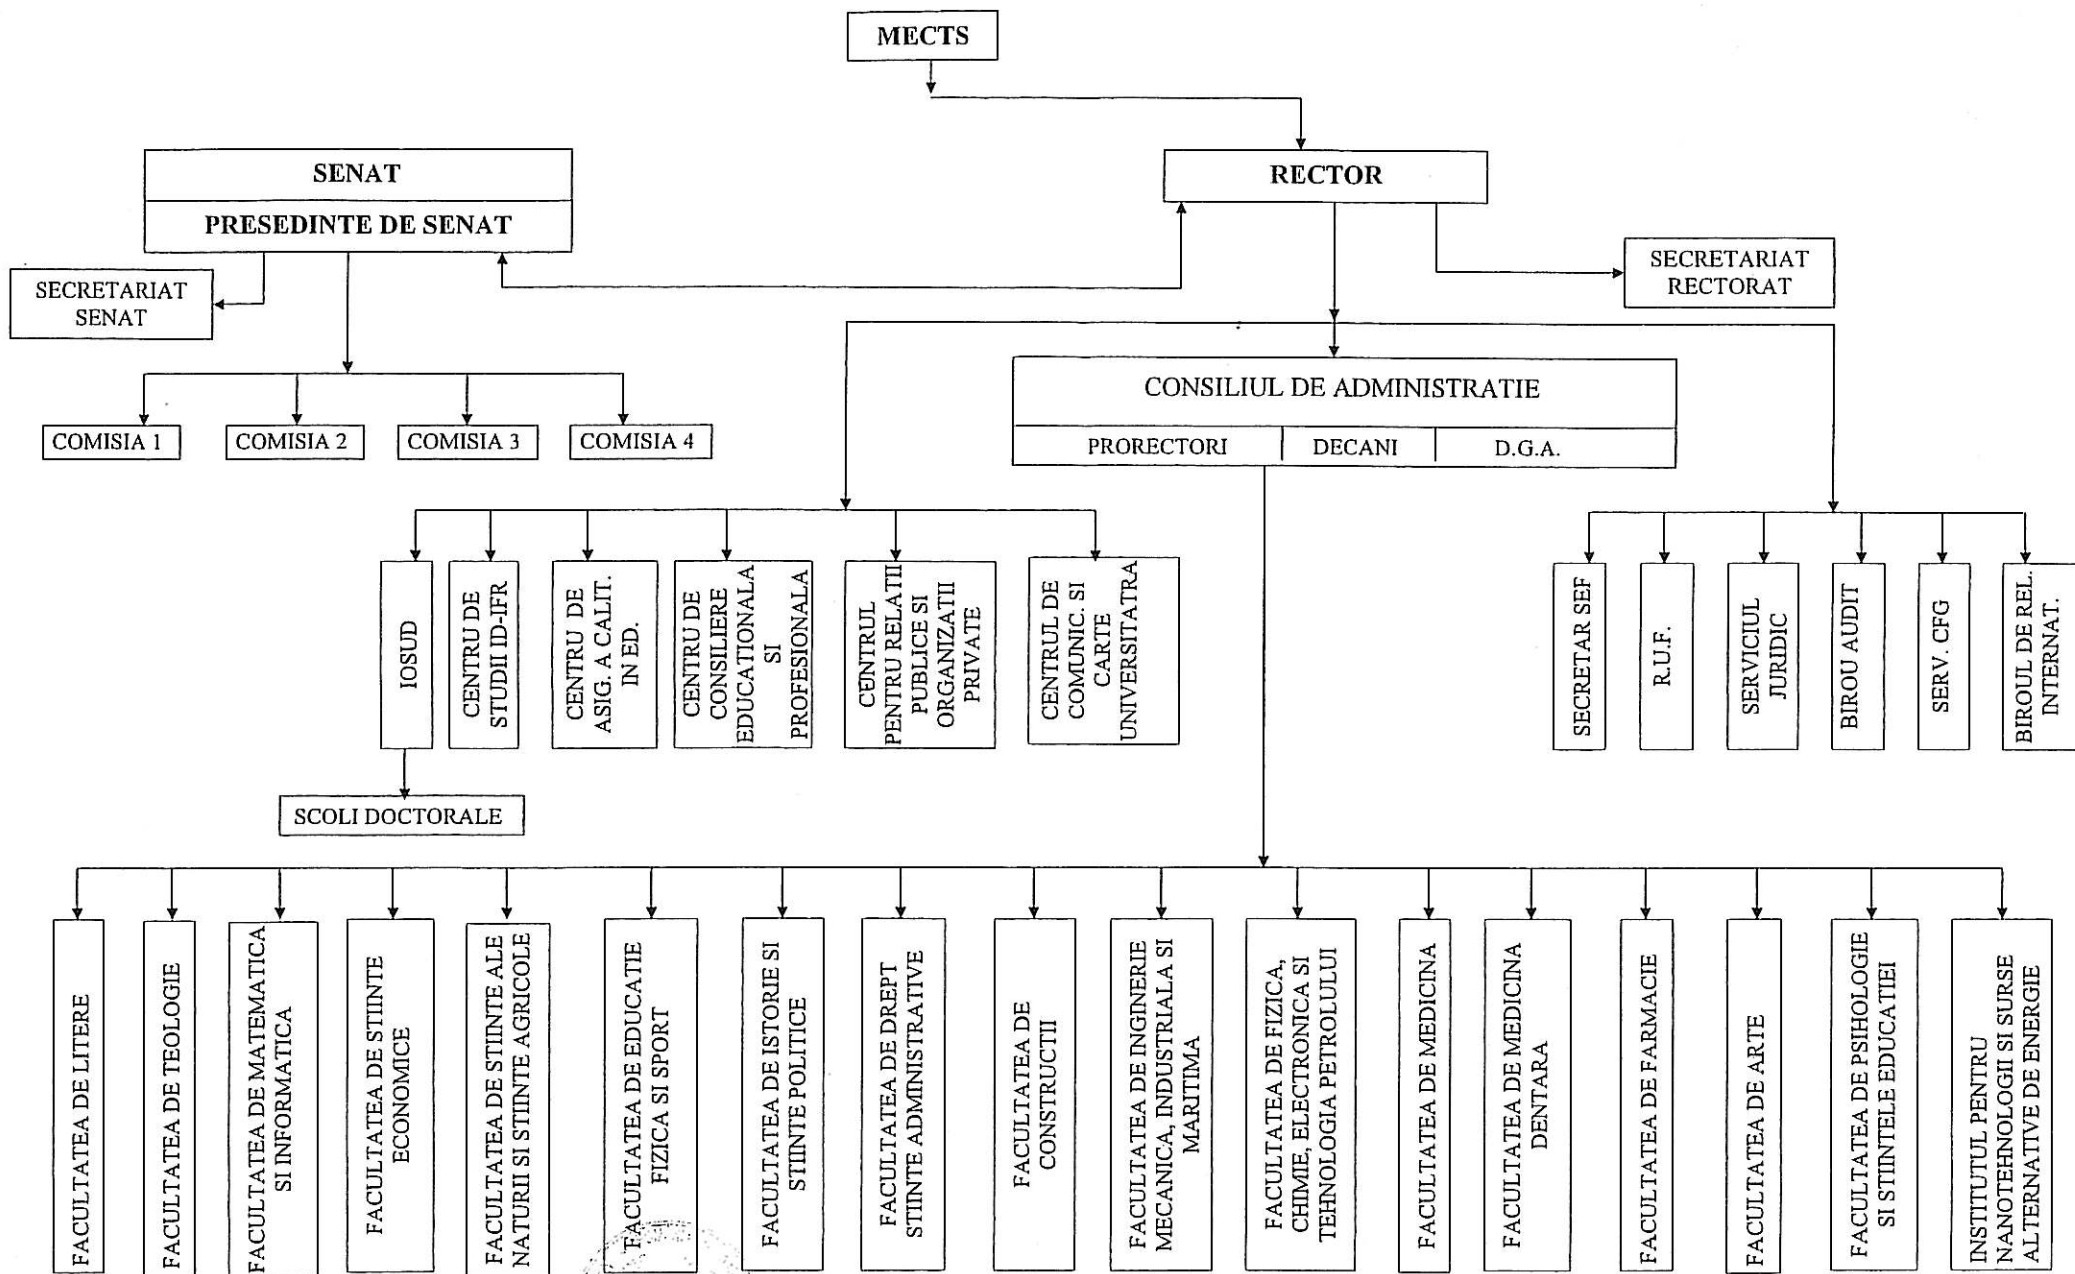 MECTS
SENAT
PRESEDINTE DE SENAT
RECTOR
SECRETARIAT
SENAT
SECRETARIAT
RECTORAT
COMISIA 1
COMISIA 2
COMISIA 3
COMISIA 4
CONSILIUL DE ADMINISTRATIE
PRORECTORI
DECANI
D.G.A.
IOSUD
CENTRU DE
STUDII ID-IFR
CENTRU DE
ASIG. A CALIT.
IN ED.
CENTRU DE
CONSILIERE
EDUCATIONALA
SI
PROFESIONALA
CENTRUL
PENTRU RELATII
PUBLICE SI
ORGANIZATII
PRIVATE
CENTRUL DE
COMUNIC. SI
CARTE
UNIVERSITATRA
SECRETAR SEF
R.U.F.
SERVICIUL
JURIDIC
BIROU AUDIT
SERV. CFG
BIROUL DE REL.
INTERNAT.
SCOLI DOCTORALE
FACULTATEA DE LITERE
FACULTATEA DE TEOLOGIE
FACULTATEA DE MATEMATICA
SI INFORMATICA
FACULTATEA DE STIINTE
ECONOMICE
FACULTATEA DE STIINTE ALE
NATURII SI STIINTE AGRICOLE
FACULTATEA DE EDUCATIE
FIZICA SI SPORT
FACULTATEA DE ISTORIE SI
STIINTE POLITICE
FACULTATEA DE DREPT
STIINTE ADMINISTRATIVE
FACULTATEA DE
CONSTRUCTII
FACULTATEA DE INGINERIE
MECANICA, INDUSTRIALA SI
MARITIMA
FACULTATEA DE FIZICA,
CHIMIE, ELECTRONICA SI
TEHNOLOGIA PETROLULUI
FACULTATEA DE MEDICINA
FACULTATEA DE MEDICINA
DENTARA
FACULTATEA DE FARMACIE
FACULTATEA DE ARTE
FACULTATEA DE PSIHOLOGIE
SI STIINTELE EDUCATIEI
INSTITUTUL PENTRU
NANOTEHNOLOGII SI SURSE
ALTERNATIVE DE ENERGIE